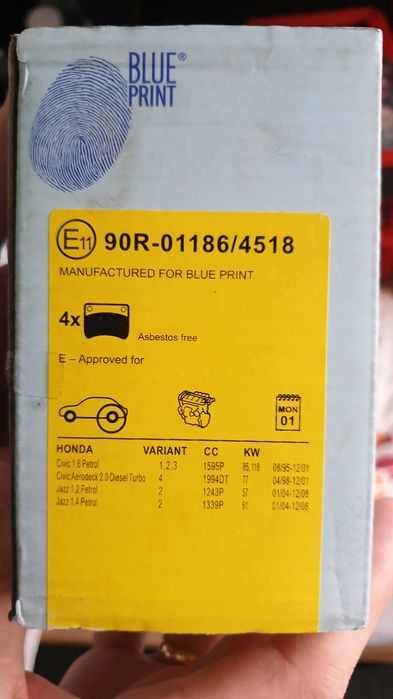 BLUE®
PRINT
E11 90R-01186/4518
MANUFACTURED FOR BLUE PRINT
4x
Asbestos free
E – Approved for
MON
01
HONDA VARIANT CC KW
Civic 1.6 Petrol 1,2,3 1595P 85, 118 08/95-12/01
Civic Aerodeck 2.0 Diesel Turbo 4 1994DT 77 04/98-12/01
Jazz 1.2 Petrol 2 1243P 57 01/04-12/08
Jazz 1.4 Petrol 2 1339P 61 01/04-12/08